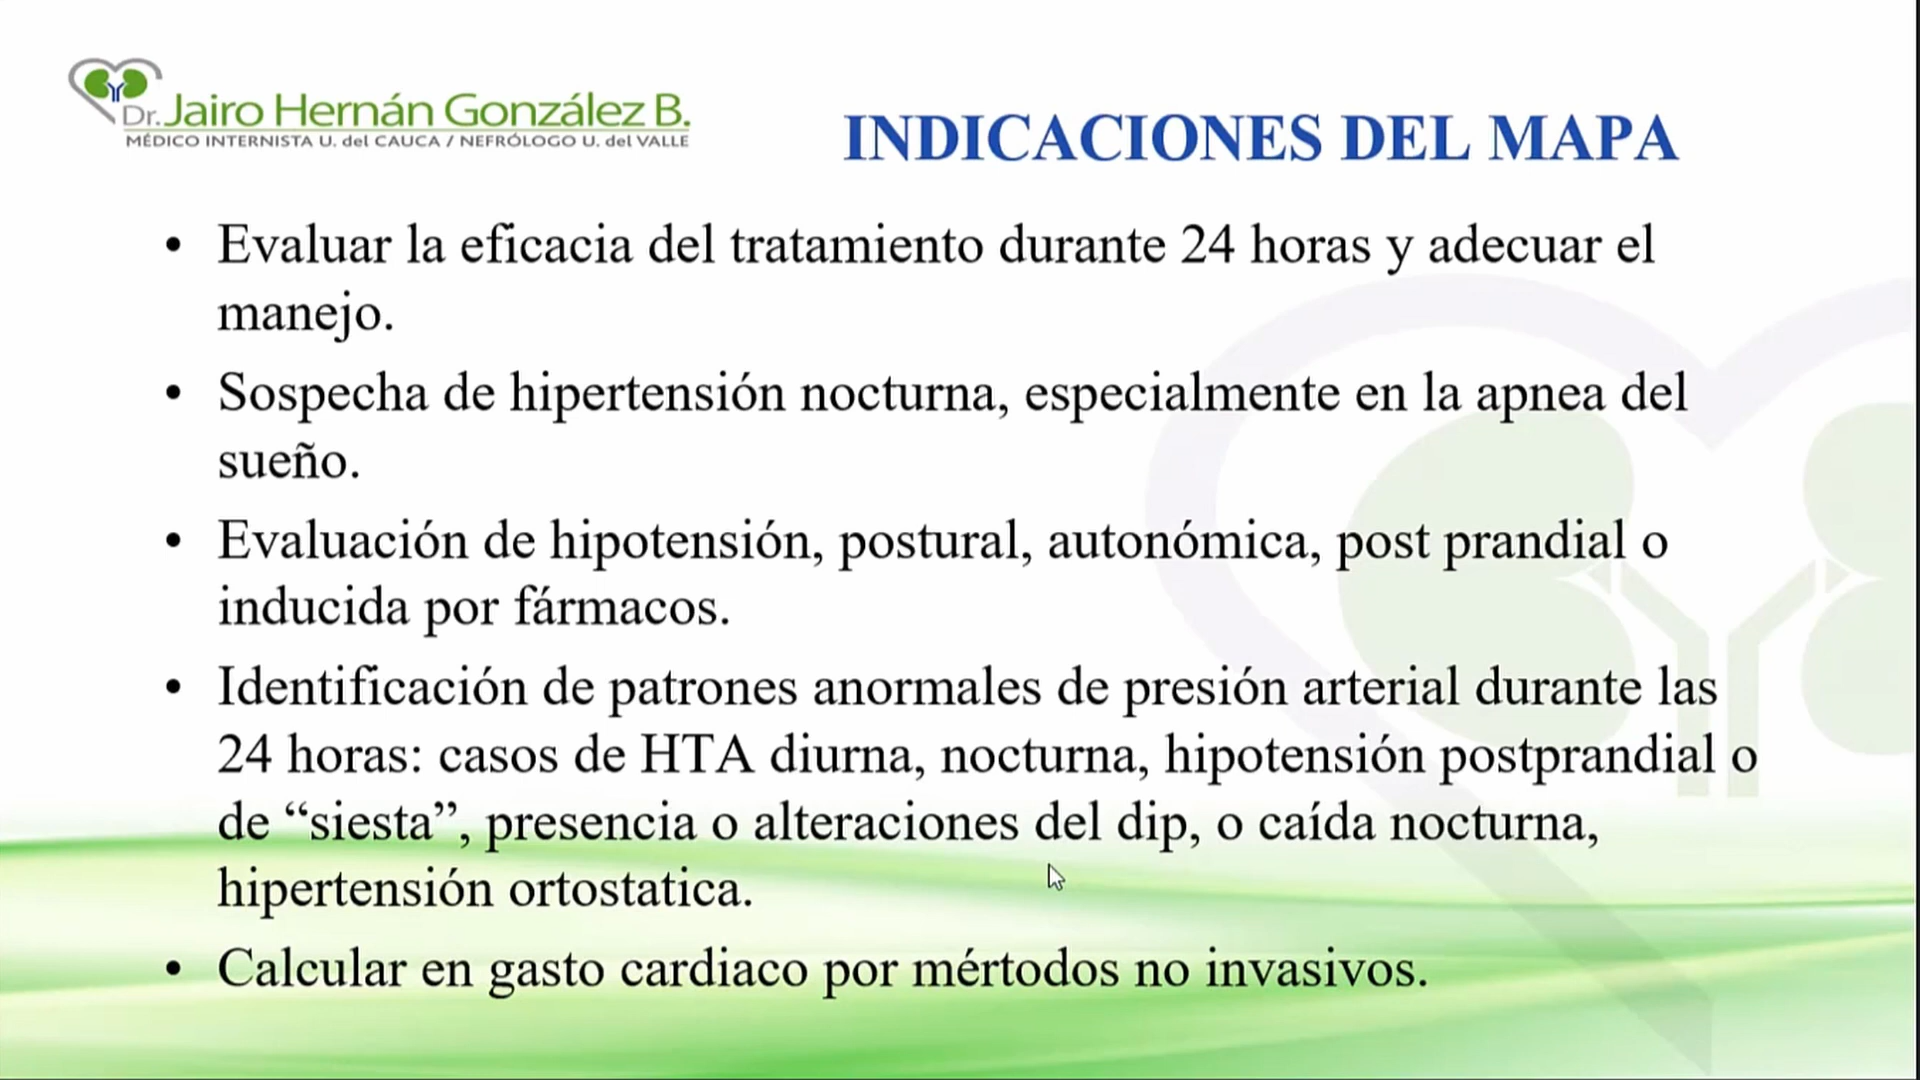 Dr. Jairo Hernán González B.
MÉDICO INTERNISTA U. del CAUCA / NEFRÓLOGO U. del VALLE
INDICACIONES DEL MAPA
• Evaluar la eficacia del tratamiento durante 24 horas y adecuar el
manejo.
• Sospecha de hipertensión nocturna, especialmente en la apnea del
sueño.
• Evaluación de hipotensión, postural, autonómica, post prandial o
inducida por fármacos.
• Identificación de patrones anormales de presión arterial durante las
24 horas: casos de HTA diurna, nocturna, hipotensión postprandial o
de “siesta”, presencia o alteraciones del dip, o caída nocturna,
hipertensión ortostatica.
• Calcular en gasto cardiaco por mértodos no invasivos.